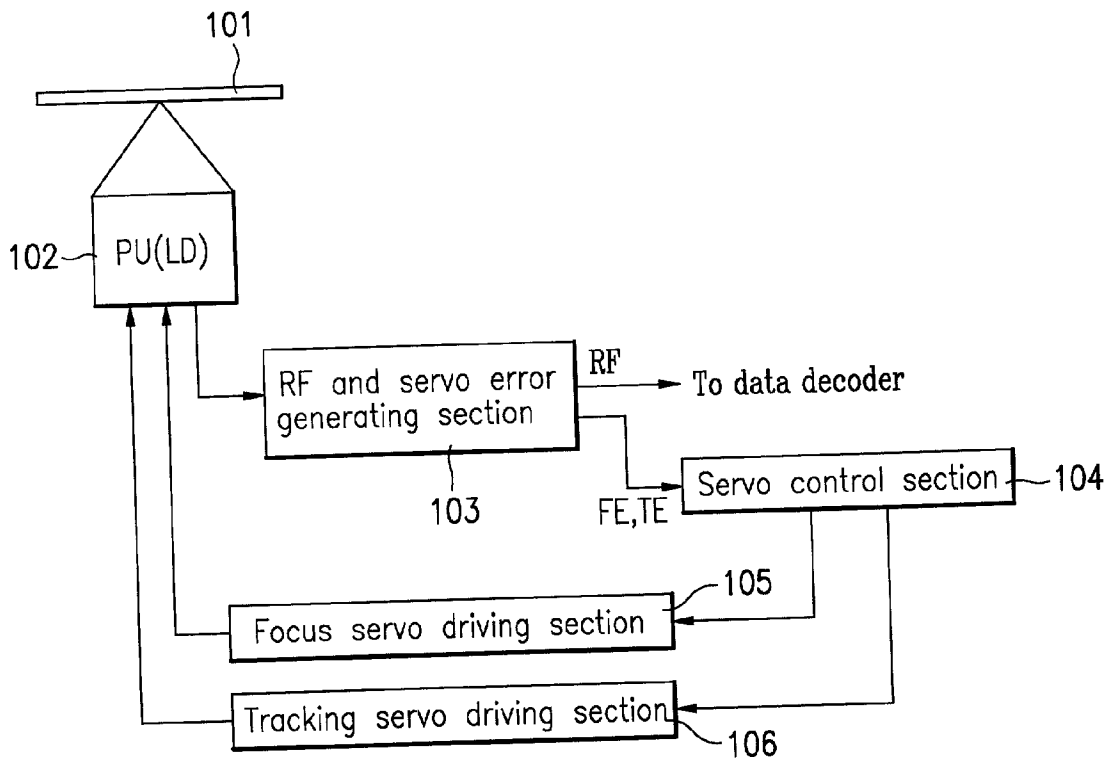 101
102
PU(LD)
RF and servo error
generating section
103
RF
To data decoder
FE,TE
Servo control section
104
105
Focus servo driving section
Tracking servo driving section
106